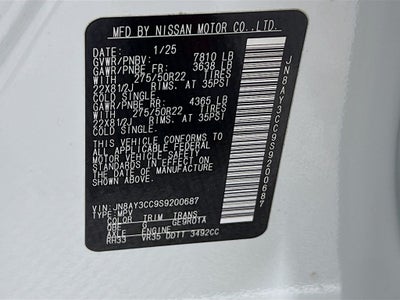 MFD BY NISSAN MOTOR CO.,LTD.
DATE: 1/25
GVWR/PNBV: 7810 LB
GAWR/PNBE FR: 3638 LB
WITH 275/50R22 TIRES
22X8 1/2J RIMS, AT 35PSI
COLD SINGLE.
GAWR/PNBE RR: 4365 LB
WITH 275/50R22 TIRES
22X8 1/2J RIMS, AT 35PSI
COLD SINGLE.
THIS VEHICLE CONFORMS TO
ALL APPLICABLE FEDERAL
MOTOR VEHICLE SAFETY
STANDARDS IN EFFECT ON
THE DATE OF MANUFACTURE
SHOWN ABOVE.
VIN: JN8AY3CC9S9200687
TYPE: MPV
COLOR TRIM TRANS
QBE G GE9R01A
AXLE ENGINE
RH33 VR35 DDTT 3492CC
JN8AY3CC9S9200687